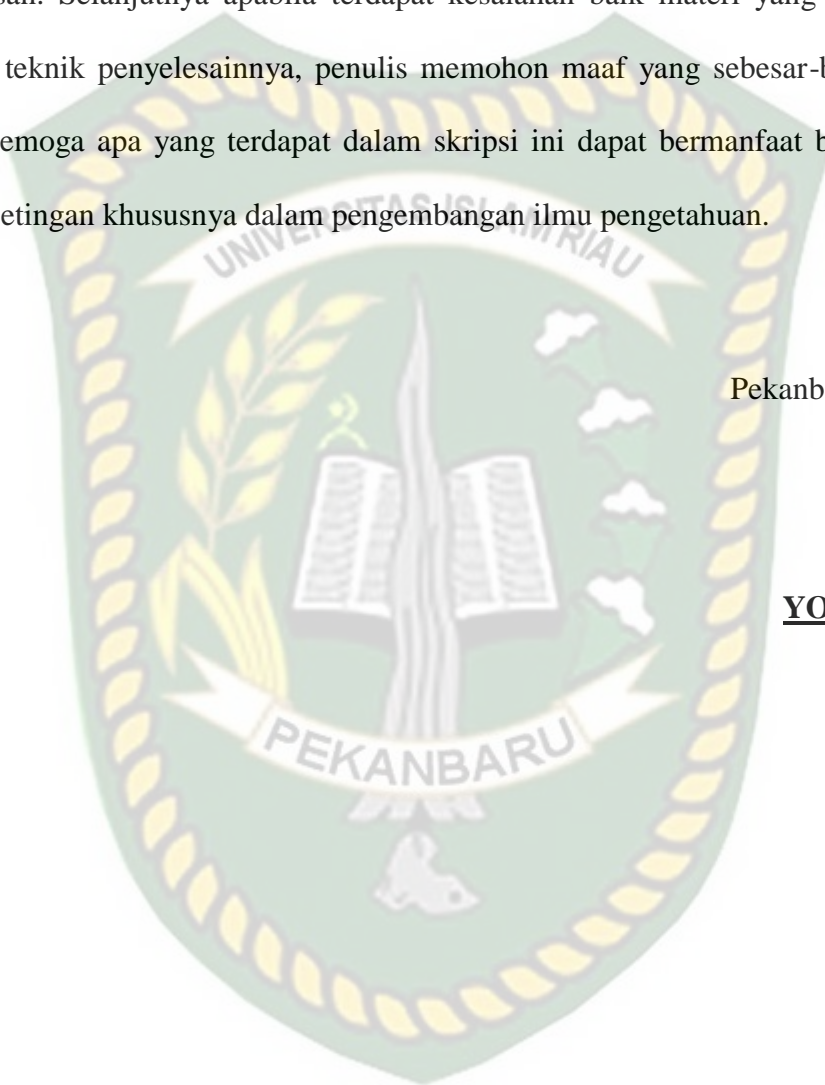 teknik penyelesainnya, penulis memohon maaf yang sebesar-b
emoga apa yang terdapat dalam skripsi ini dapat bermanfaat b
etingan khususnya dalam pengembangan ilmu pengetahuan.
UNIVERSITAS ISLAM RIAU
Pekanb
YO
PEKANBARU